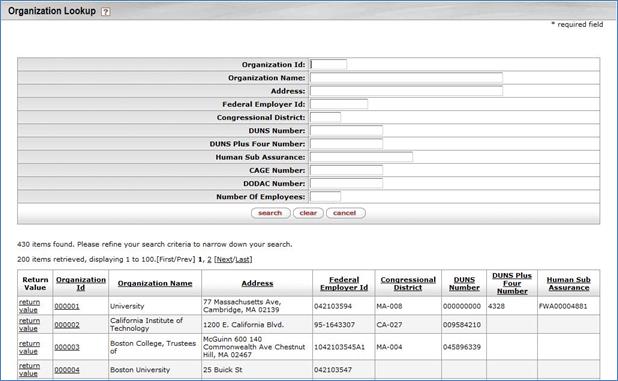 Organization Lookup ?
* required field
Organization Id:
Organization Name:
Address:
Federal Employer Id:
Congressional District:
DUNS Number:
DUNS Plus Four Number:
Human Sub Assurance:
CAGE Number:
DODAC Number:
Number Of Employees:
search clear cancel
430 items found. Please refine your search criteria to narrow down your search.
200 items retrieved, displaying 1 to 100.[First/Prev] 1, 2 [Next/Last]
Return Value Organization Id Organization Name Address Federal Employer Id Congressional District DUNS Number DUNS Plus Four Number Human Sub Assurance
return value 000001 University 77 Massachusetts Ave, Cambridge, MA 02139 042103594 MA-008 000000000 4328 FWA00004881
return value 000002 California Institute of Technology 1200 E. California Blvd. 95-1643307 CA-027 009584210
return value 000003 Boston College, Trustees of McGuinn 600 140 Commonwealth Ave Chestnut Hill, MA 02467 1042103545A1 MA-004 045896339
return value 000004 Boston University 25 Buick St 042103547